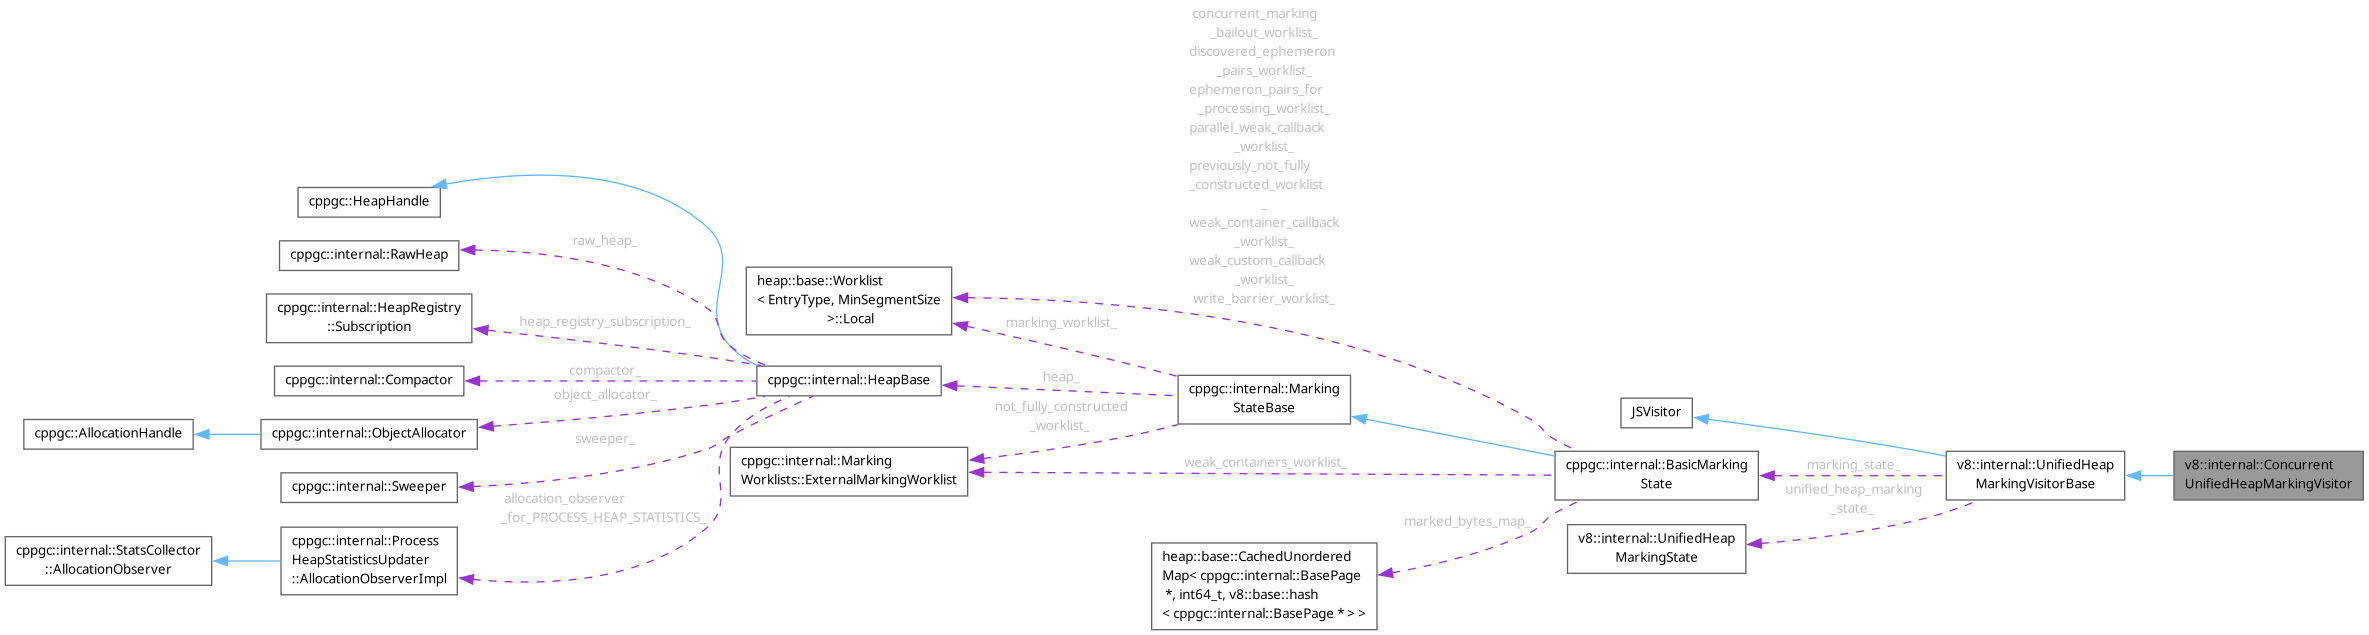 concurrent_marking
_bailout_worklist_
discovered_ephemeron
_pairs_worklist_
ephemeron_pairs_for
_processing_worklist_
parallel_weak_callback
_worklist_
previously_not_fully
_constructed_worklist
_
weak_container_callback
_worklist_
weak_custom_callback
_worklist_
write_barrier_worklist_
cppgc::HeapHandle
raw_heap_
cppgc::internal::RawHeap
cppgc::internal::HeapRegistry
::Subscription
heap_registry_subscription_
heap::base::Worklist
< EntryType, MinSegmentSize
>::Local
marking_worklist_
cppgc::internal::Compactor
compactor_
object_allocator_
cppgc::internal::HeapBase
heap_
cppgc::internal::Marking
StateBase
not_fully_constructed
_worklist_
JSVisitor
cppgc::AllocationHandle
cppgc::internal::ObjectAllocator
sweeper_
cppgc::internal::Sweeper
cppgc::internal::Marking
Worklists::ExternalMarkingWorklist
weak_containers_worklist_
cppgc::internal::BasicMarking
State
marking_state_
unified_heap_marking
_state_
v8::internal::UnifiedHeap
MarkingVisitorBase
v8::internal::Concurrent
UnifiedHeapMarkingVisitor
allocation_observer
_for_PROCESS_HEAP_STATISTICS_
marked_bytes_map_
v8::internal::UnifiedHeap
MarkingState
cppgc::internal::StatsCollector
::AllocationObserver
cppgc::internal::Process
HeapStatisticsUpdater
::AllocationObserverImpl
heap::base::CachedUnordered
Map< cppgc::internal::BasePage
*, int64_t, v8::base::hash
< cppgc::internal::BasePage * > >